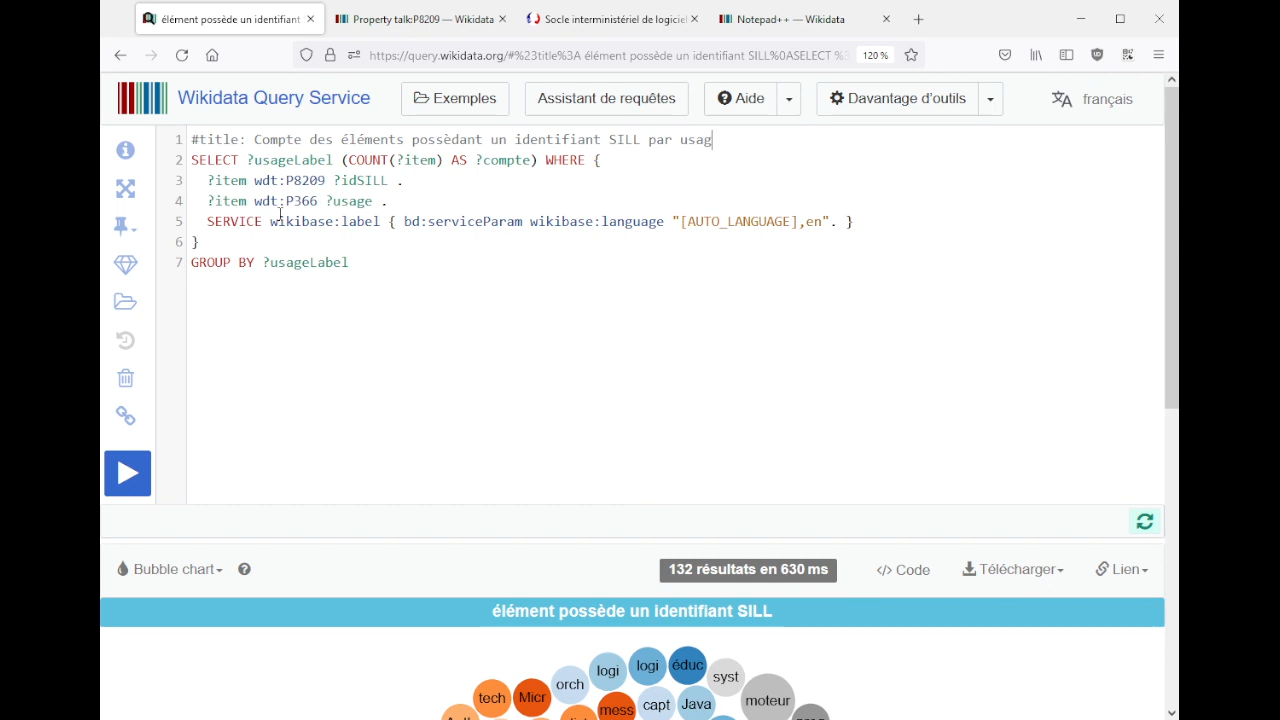 élément possède un identifiant
Property talk:P8209 — Wikidata
Socle interministériel de logiciel
Notepad++ — Wikidata
https://query.wikidata.org/#%23title%3A élément possède un identifiant SILL%0ASELECT %3
120 %
Wikidata Query Service
Exemples
Assistant de requêtes
Aide
Davantage d'outils
français
1 #title: Compte des éléments possèdant un identifiant SILL par usag
2 SELECT ?usageLabel (COUNT(?item) AS ?compte) WHERE {
3 ?item wdt:P8209 ?idSILL .
4 ?item wdt:P366 ?usage .
5 SERVICE wikibase:label { bd:serviceParam wikibase:language "[AUTO_LANGUAGE],en". }
6 }
7 GROUP BY ?usageLabel
Bubble chart
132 résultats en 630 ms
</> Code
Télécharger
Lien
élément possède un identifiant SILL
logi
logi
éduc
syst
orch
tech
Micr
mess
capt
Java
moteur